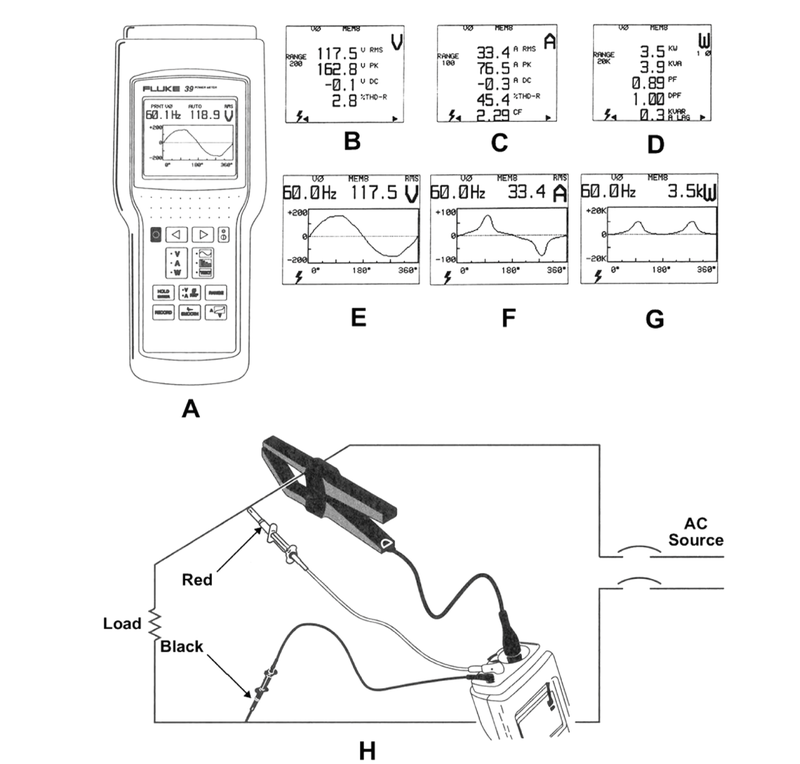 FLUKE 39 POWER METER
PRNT VØ AUTO RMS
60.1Hz 118.9 V
+200
0
-200
0° 180° 360°
V
A
W
HOLD
RANGE
RECORD
A
VØ MEM8
RANGE
200
V
117.5 V RMS
162.8 V PK
-0.1 V DC
2.8 %THD-R
B
VØ MEM8
RANGE
100
A
33.4 A RMS
76.5 A PK
-0.3 A DC
45.4 %THD-R
2.29 CF
C
VØ MEM8
RANGE
20K
W
1Ø
3.5 KW
3.9 KVA
0.89 PF
1.00 DPF
0.3 KVAR
A LAG
D
VØ MEM8 RMS
60.0Hz 117.5 V
+200
0
-200
0° 180° 360°
E
VØ MEM8 RMS
60.0Hz 33.4 A
+100
0
-100
0° 180° 360°
F
VØ MEM8
60.0Hz 3.5kW
+20K
0
-20K
0° 180° 360°
G
AC
Source
Red
Load
Black
H